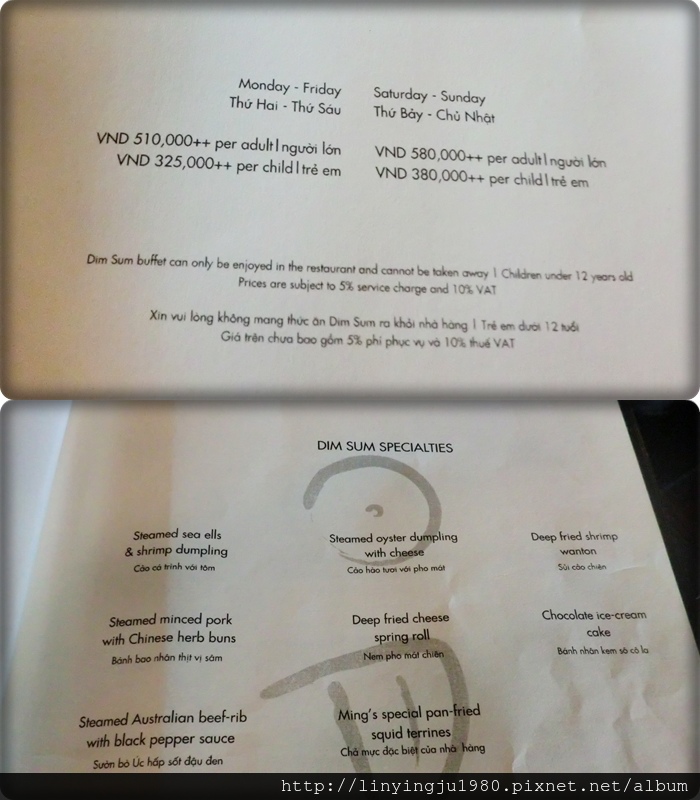 Monday - Friday
Thứ Hai - Thứ Sáu
VND 510,000++ per adult | người lớn
VND 325,000++ per child | trẻ em
Saturday - Sunday
Thứ Bảy - Chủ Nhật
VND 580,000++ per adult | người lớn
VND 380,000++ per child | trẻ em
Dim Sum buffet can only be enjoyed in the restaurant and cannot be taken away | Children under 12 years old
Prices are subject to 5% service charge and 10% VAT
Xin vui lòng không mang thức ăn Dim Sum ra khỏi nhà hàng | Trẻ em dưới 12 tuổi
Giá trên chưa bao gồm 5% phí phục vụ và 10% thuế VAT
DIM SUM SPECIALTIES
Steamed sea ells
& shrimp dumpling
Cảo cá trình với tôm
Steamed oyster dumpling
with cheese
Cảo hào tươi với pho mát
Deep fried shrimp
wanton
Sủi cảo chiên
Steamed minced pork
with Chinese herb buns
Bánh bao nhân thịt vị sâm
Deep fried cheese
spring roll
Nem pho mát chiên
Chocolate ice-cream
cake
Bánh nhân kem sô cô la
Steamed Australian beef-rib
with black pepper sauce
Sườn bò Úc hấp sốt đậu đen
Ming's special pan-fried
squid terrines
Chả mực đặc biệt của nhà hàng
http://linyingju1980.pixnet.net/album